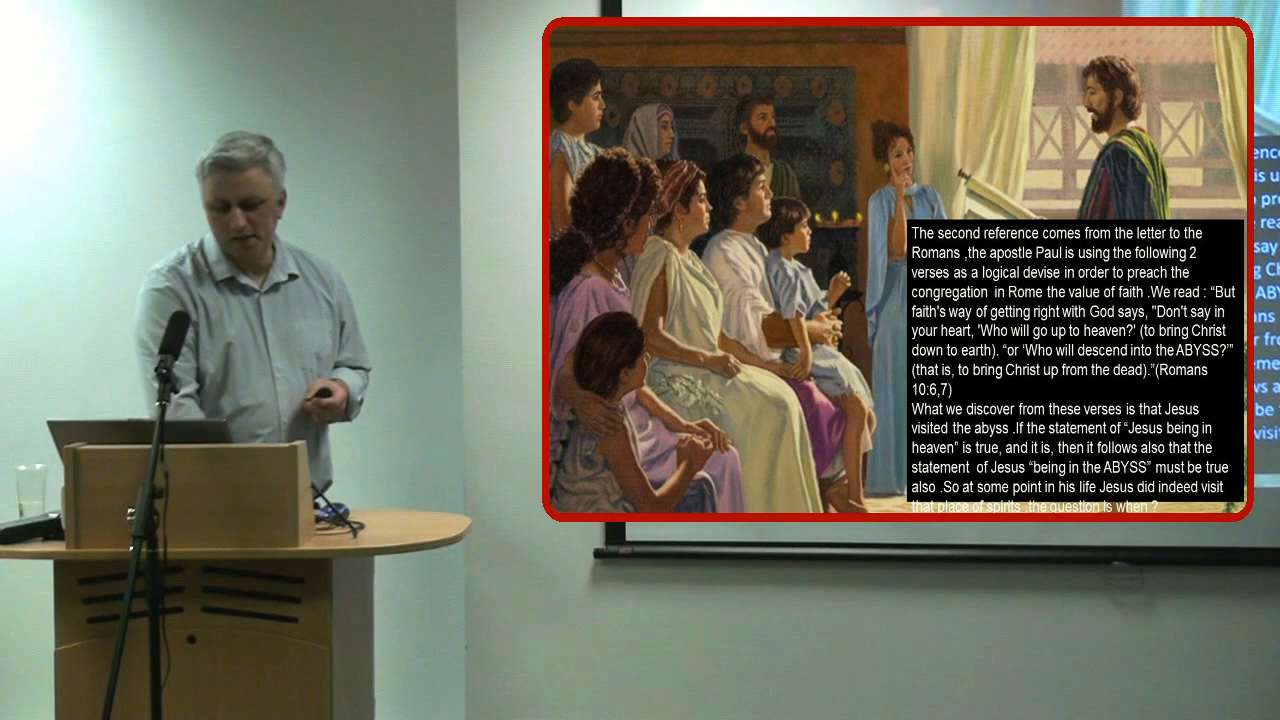 The second reference comes from the letter to the
Romans ,the apostle Paul is using the following 2
verses as a logical devise in order to preach the
congregation in Rome the value of faith .We read : “But
faith's way of getting right with God says, "Don't say in
your heart, 'Who will go up to heaven?' (to bring Christ
down to earth). “or ‘Who will descend into the ABYSS?’”
(that is, to bring Christ up from the dead).”(Romans
10:6,7)
What we discover from these verses is that Jesus
visited the abyss .If the statement of “Jesus being in
heaven” is true, and it is, then it follows also that the
statement of Jesus “being in the ABYSS” must be true
also .So at some point in his life Jesus did indeed visit
that place of spirits .the question is when ?